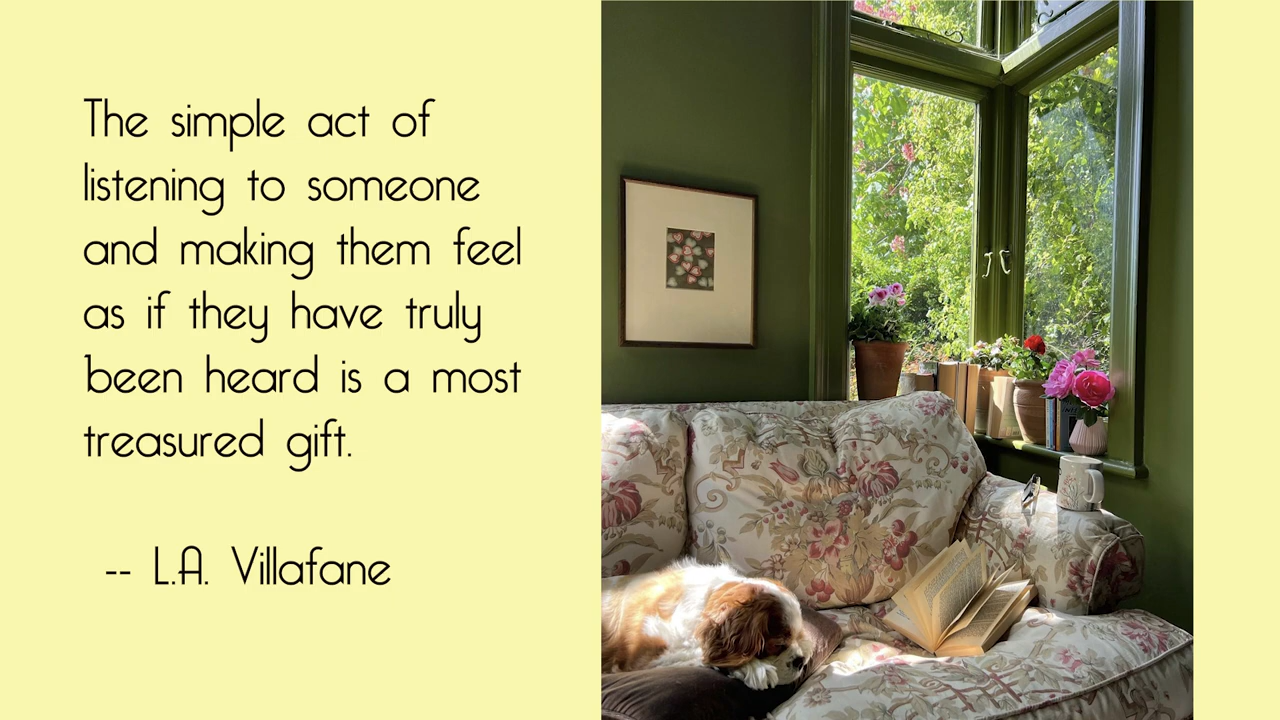 The simple act of
listening to someone
and making them feel
as if they have truly
been heard is a most
treasured gift.
-- L.A. Villafane